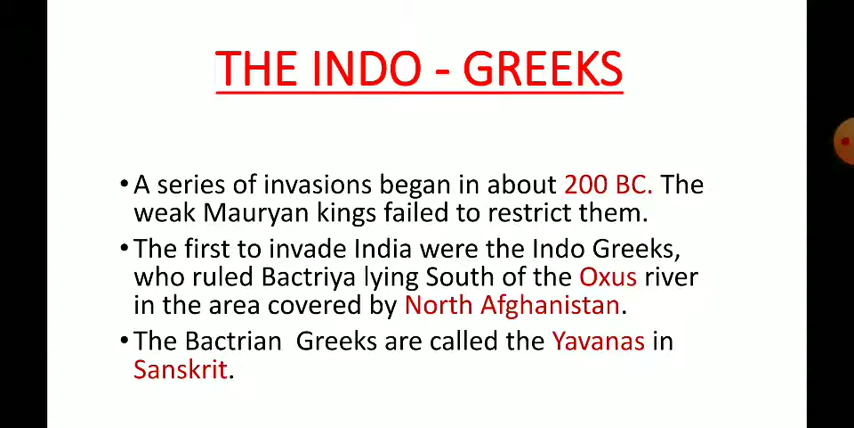 THE INDO - GREEKS
• A series of invasions began in about 200 BC. The
weak Mauryan kings failed to restrict them.
• The first to invade India were the Indo Greeks,
who ruled Bactriya lying South of the Oxus river
in the area covered by North Afghanistan.
• The Bactrian Greeks are called the Yavanas in
Sanskrit.